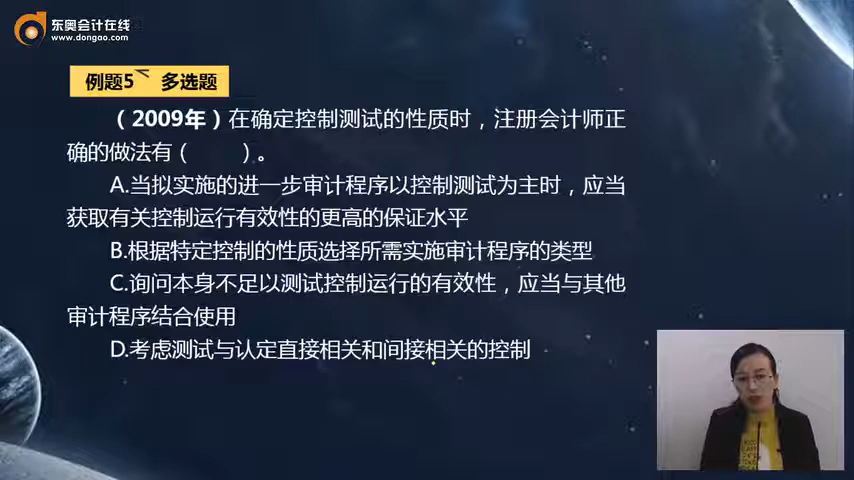 东奥会计在线
www.dongao.com
例题5 多选题
（2009年）在确定控制测试的性质时，注册会计师正
确的做法有（ ）。
A.当拟实施的进一步审计程序以控制测试为主时，应当
获取有关控制运行有效性的更高的保证水平
B.根据特定控制的性质选择所需实施审计程序的类型
C.询问本身不足以测试控制运行的有效性，应当与其他
审计程序结合使用
D.考虑测试与认定直接相关和间接相关的控制